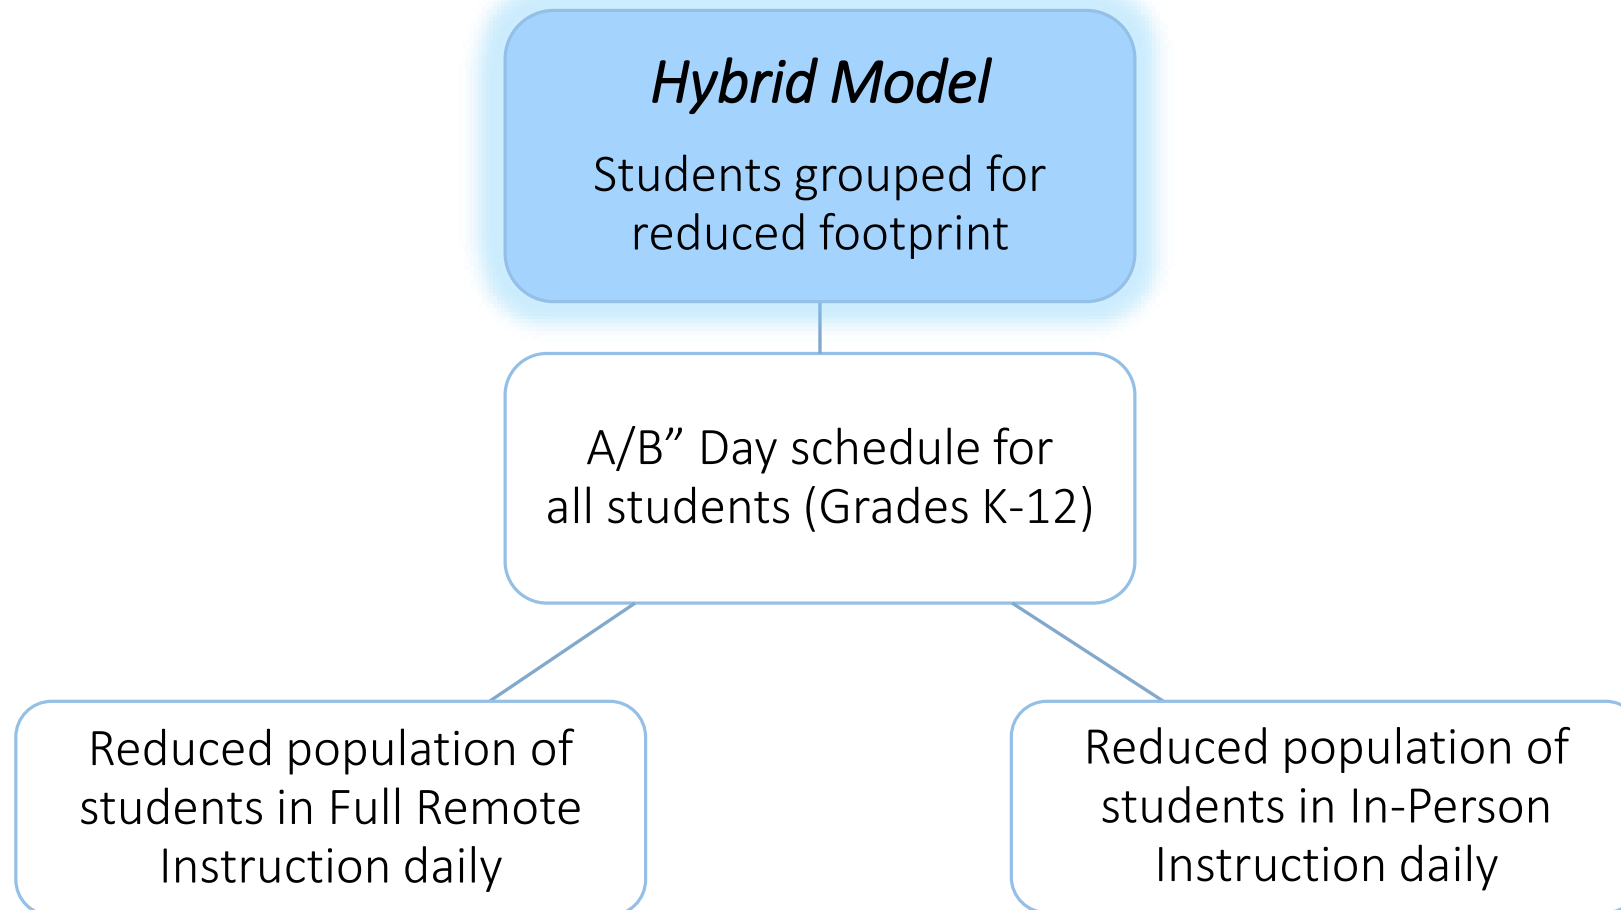 Hybrid Model
Students grouped for
reduced footprint
A/B” Day schedule for
all students (Grades K-12)
Reduced population of
students in Full Remote
Instruction daily
Reduced population of
students in In-Person
Instruction daily